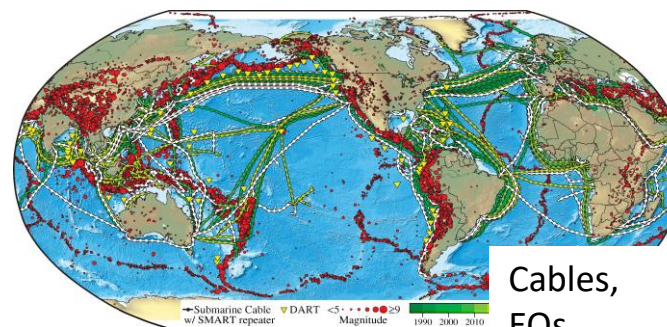 Submarine Cable
w/ SMART repeater
DART
<5
≥9
Magnitude
1990 2000 2010
Cables,
EQs